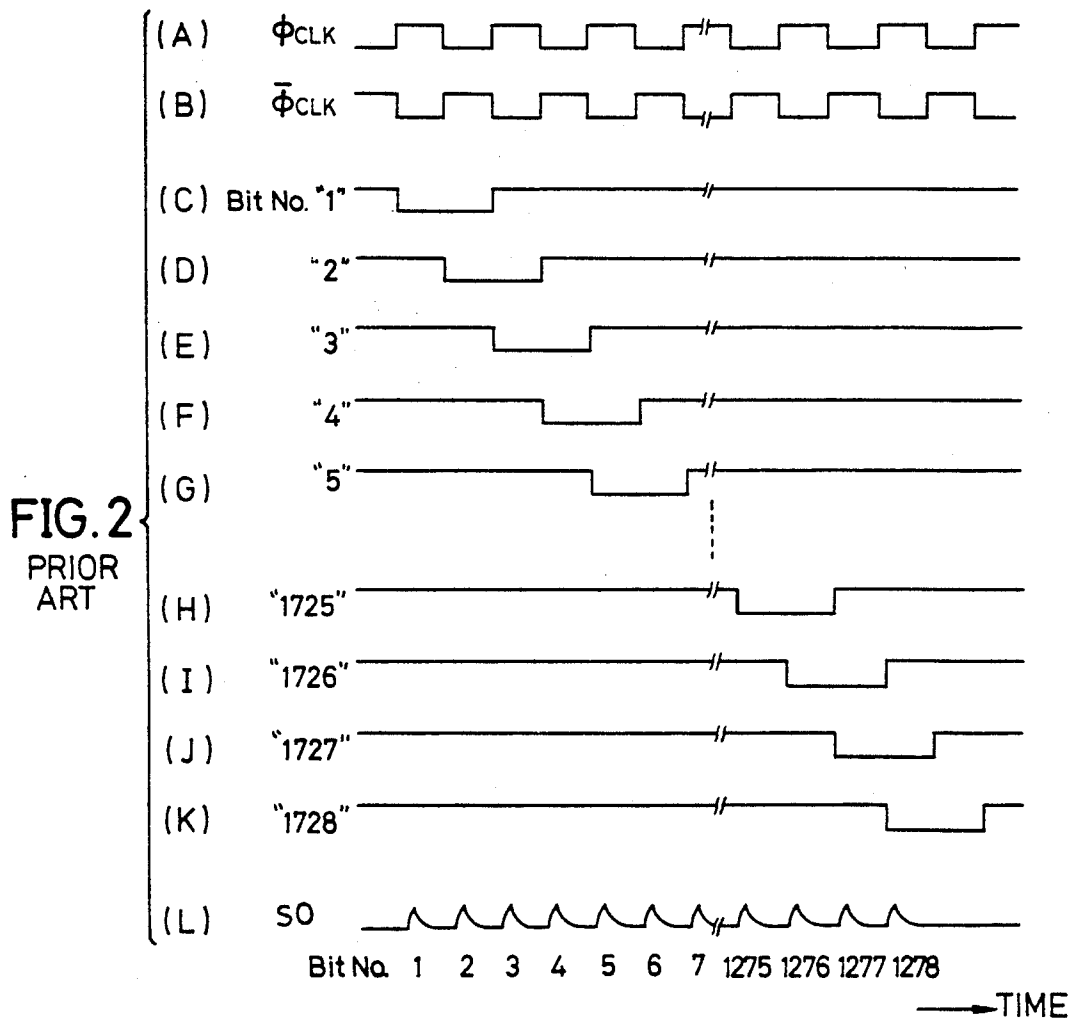 (A) ϕCLK
(B) ϕ̄CLK
(C) Bit No. "1"
(D) "2"
(E) "3"
(F) "4"
(G) "5"
FIG. 2
PRIOR
ART
(H) "1725"
(I) "1726"
(J) "1727"
(K) "1728"
(L) SO
Bit No. 1 2 3 4 5 6 7 1275 1276 1277 1278
TIME